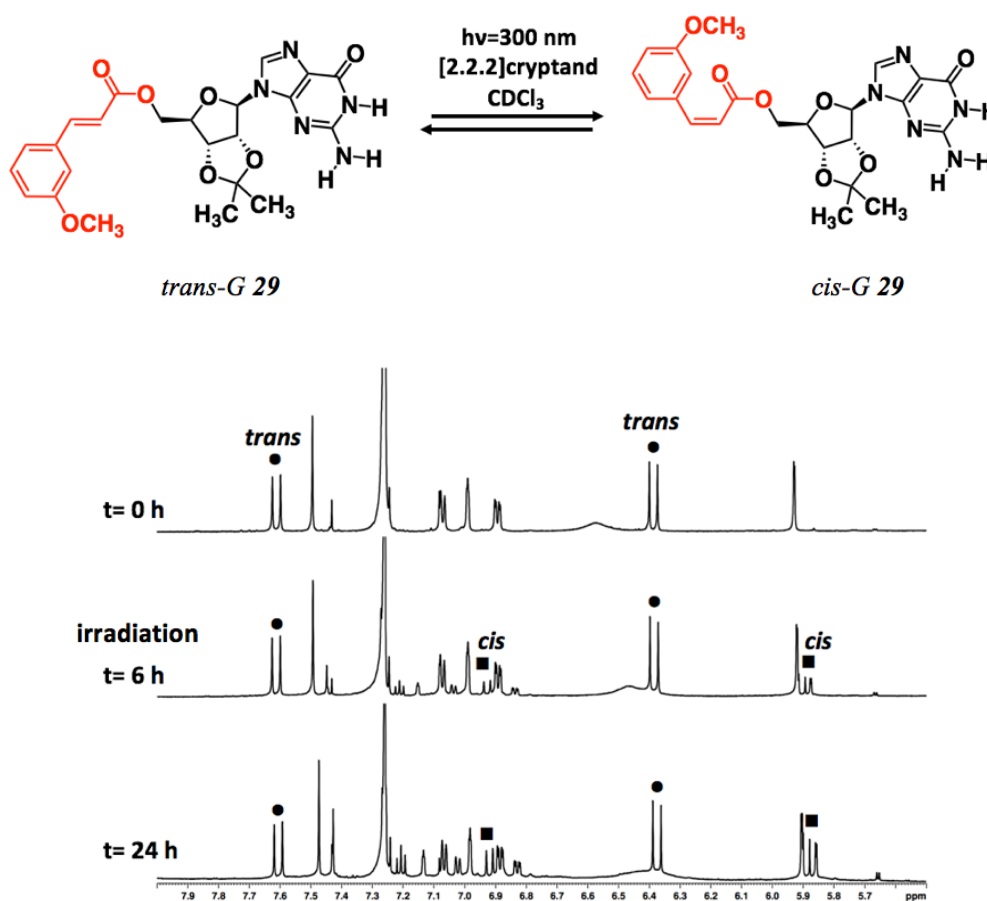 hν=300 nm
[2.2.2]cryptand
CDCl3
OCH3
O
O
O
N
N
O
N
H
N
N
H
H
O
O
H3C
CH3
OCH3
O
O
O
N
N
O
N
H
N
N
H
H
O
O
H3C
CH3
trans-G 29
cis-G 29
trans
trans
t= 0 h
irradiation
t= 6 h
cis
cis
t= 24 h
7.9 7.8 7.7 7.6 7.5 7.4 7.3 7.2 7.1 7.0 6.9 6.8 6.7 6.6 6.5 6.4 6.3 6.2 6.1 6.0 5.9 5.8 5.7 ppm